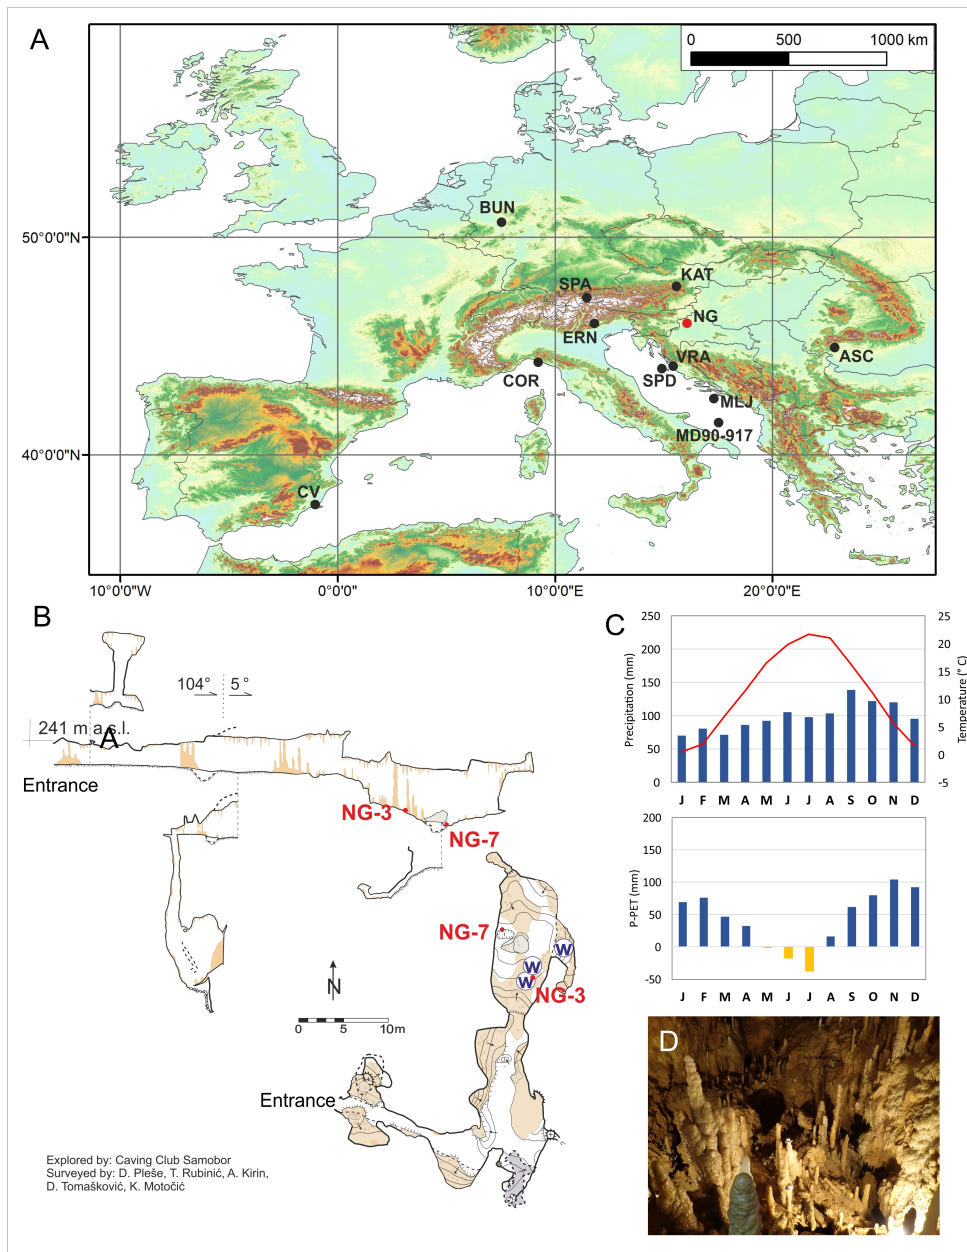 A
0 500 1000 km
BUN
50°0'0"N
KAT
SPA
NG
ERN
VRA
ASC
COR
SPD
MLJ
MD90-917
40°0'0"N
CV
10°0'0"W 0°0'0" 10°0'0"E 20°0'0"E
B
104° 5°
241 m a.s.l.
A
Entrance
NG-3
NG-7
NG-7
W
W
W
NG-3
N
0 5 10m
Entrance
Explored by: Caving Club Samobor
Surveyed by: D. Pleše, T. Rubinić, A. Kirin,
D. Tomašković, K. Motočić
C
Precipitation (mm)
250
200
150
100
50
0
25
20
15
10
5
0
-5
Temperature (° C)
J F M A M J J A S O N D
P-PET (mm)
200
150
100
50
0
-50
J F M A M J J A S O N D
D